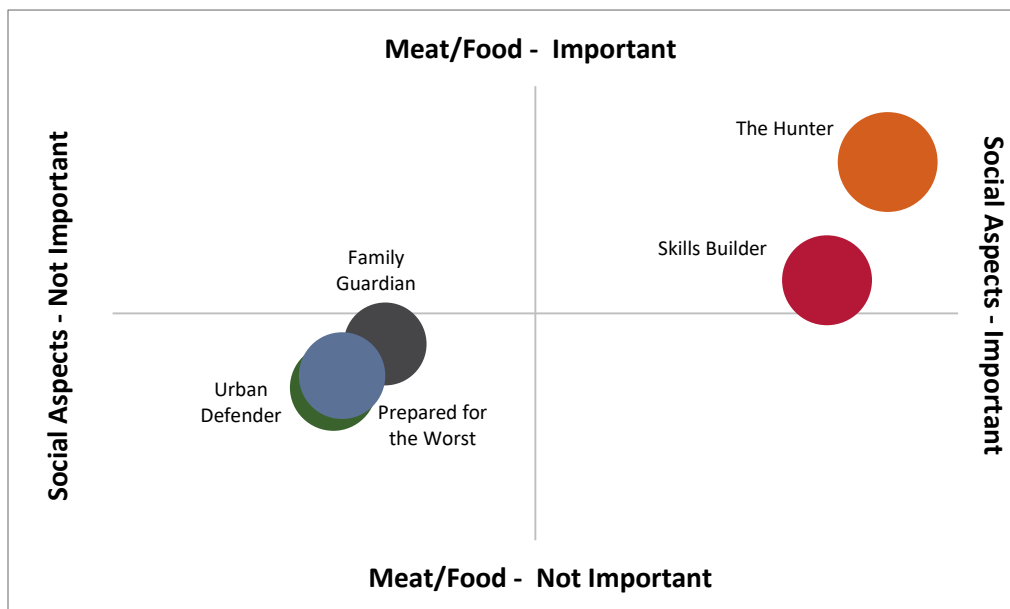 Meat/Food -  Important
The Hunter
Social Aspects - Not Important
Social Aspects - Important
Skills Builder
Family
Guardian
Urban
Defender
Prepared for
the Worst
Meat/Food -  Not Important